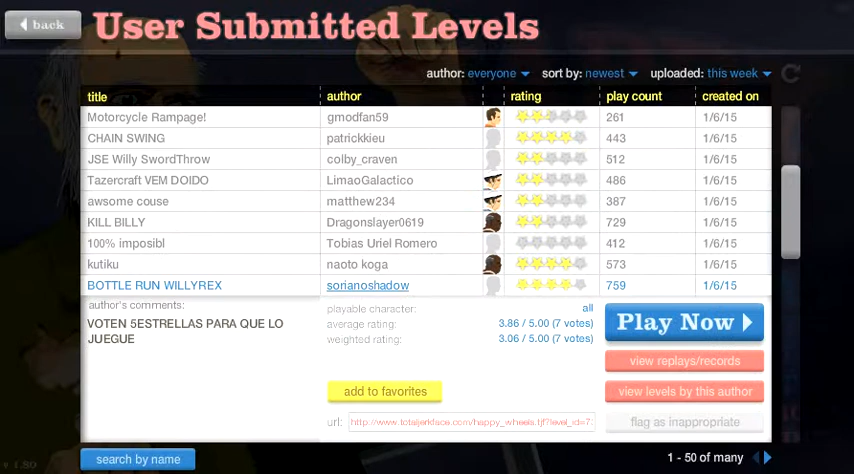 back
User Submitted Levels
author: everyone sort by: newest uploaded: this week
title author rating play count created on
Motorcycle Rampage! gmodfan59 261 1/6/15
CHAIN SWING patrickkieu 443 1/6/15
JSE Willy SwordThrow colby_craven 512 1/6/15
Tazercraft VEM DOIDO LimaoGalactico 486 1/6/15
awsome couse matthew234 387 1/6/15
KILL BILLY Dragonslayer0619 729 1/6/15
100% imposibl Tobias Uriel Romero 412 1/6/15
kutiku naoto koga 573 1/6/15
BOTTLE RUN WILLYREX sorianoshadow 759 1/6/15
author's comments:
VOTEN 5ESTRELLAS PARA QUE LO
JUEGUE
playable character: all
average rating: 3.86 / 5.00 (7 votes)
weighted rating: 3.06 / 5.00 (7 votes)
add to favorites
url: http://www.totaljerkface.com/happy_wheels.tjf?level_id=7
Play Now
view replays/records
view levels by this author
flag as inappropriate
v 1.80
search by name
1 - 50 of many